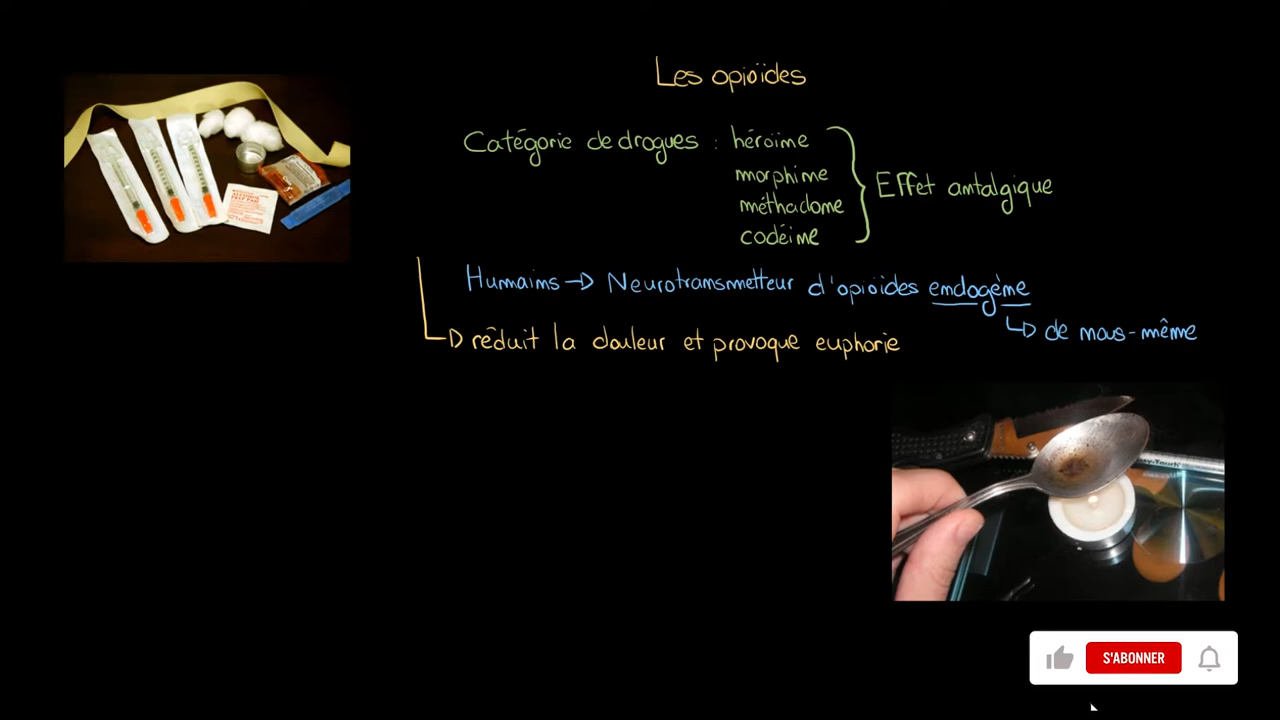 Les opioïdes
Catégorie de drogues : héroïne
morphine
méthadone
codéine
Effet antalgique
Humains → Neurotransmetteur d'opioïdes endogène
↳ de nous-même
↳ réduit la douleur et provoque euphorie
S'ABONNER